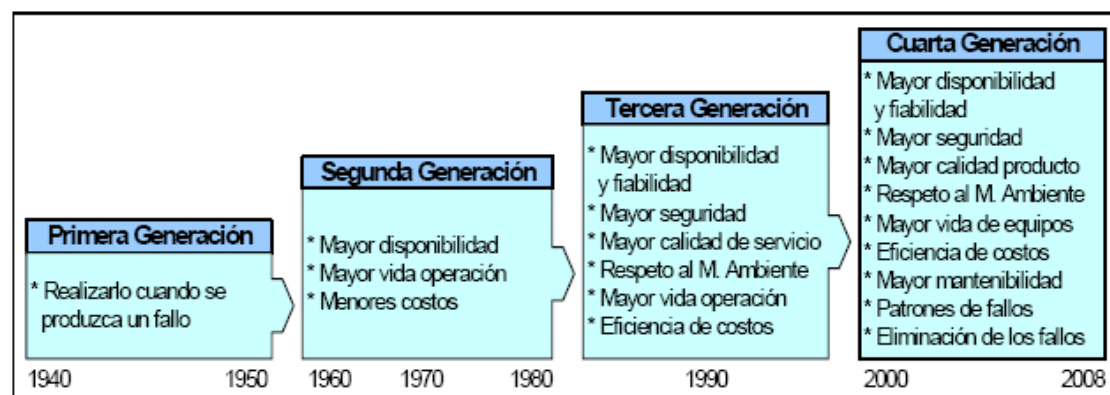 Primera Generación
* Realizarlo cuando se
produzca un fallo
Segunda Generación
* Mayor disponibilidad
* Mayor vida operación
* Menores costos
Tercera Generación
* Mayor disponibilidad
y fiabilidad
* Mayor seguridad
* Mayor calidad de servicio
* Respeto al M. Ambiente
* Mayor vida operación
* Eficiencia de costos
Cuarta Generación
* Mayor disponibilidad
y fiabilidad
* Mayor seguridad
* Mayor calidad producto
* Respeto al M. Ambiente
* Mayor vida de equipos
* Eficiencia de costos
* Mayor mantenibilidad
* Patrones de fallos
* Eliminación de los fallos
1940 1950 1960 1970 1980 1990 2000 2008